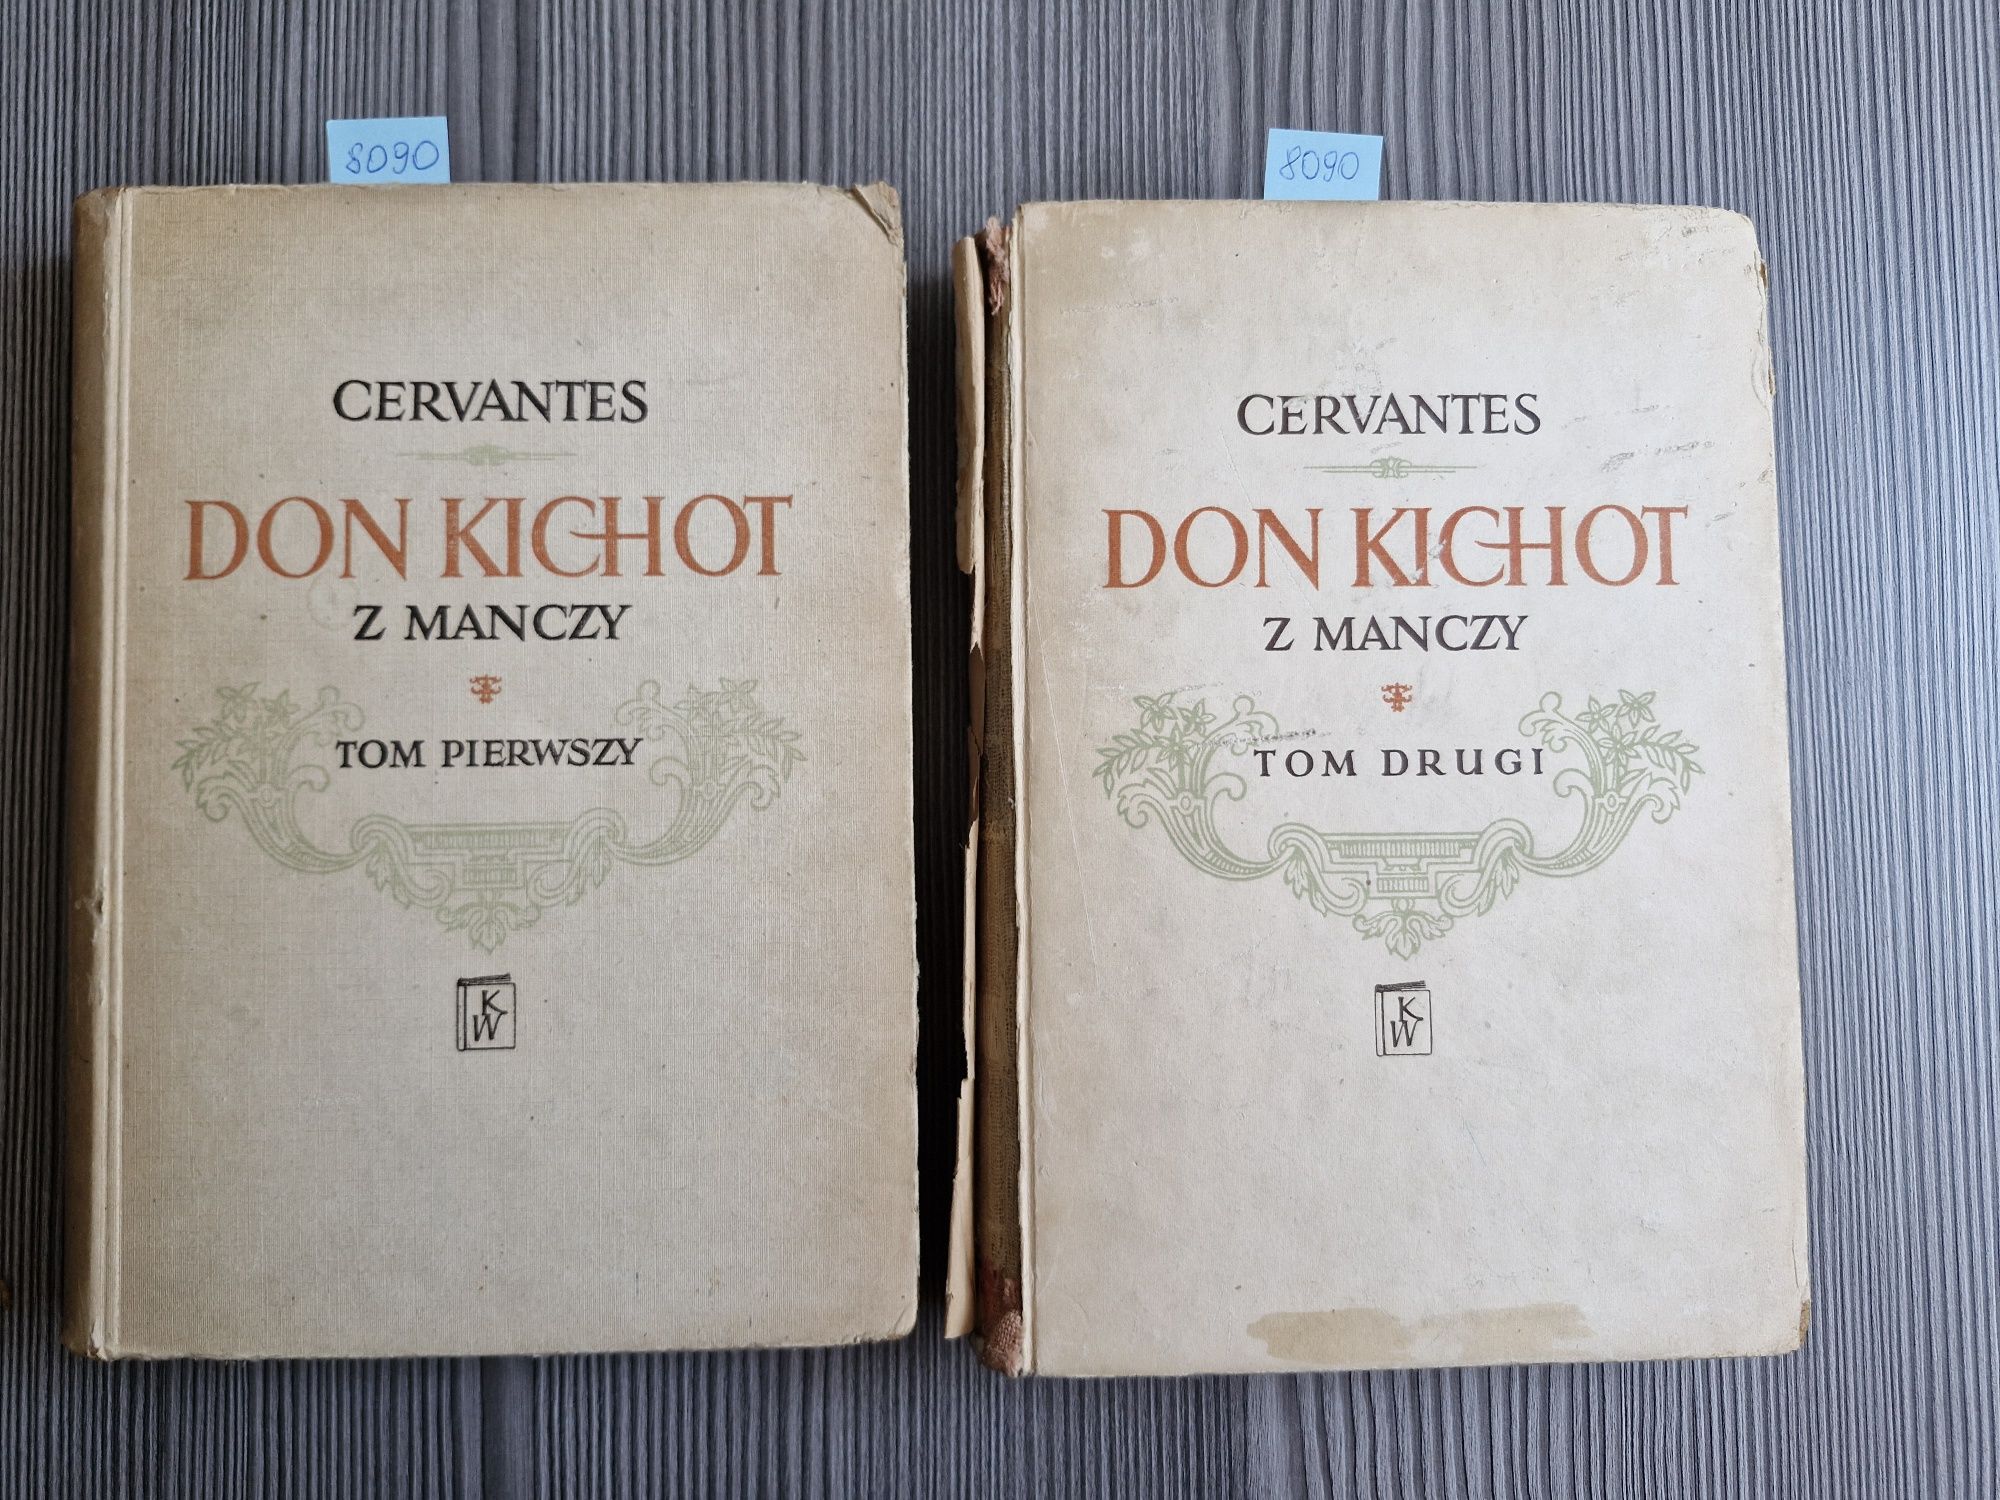 8090
CERVANTES
DON KICHOT
Z MANCZY
TOM PIERWSZY
KW
8090
CERVANTES
DON KICHOT
Z MANCZY
TOM DRUGI
KW